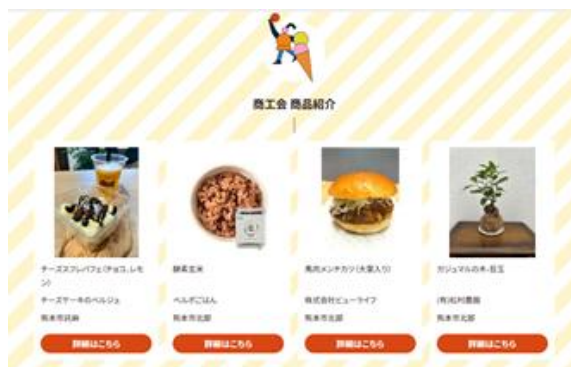 商工会 商品紹介
チーズスフレパフェ(チョコ、レモ
ン)
チーズケーキのベルジュ
熊本市託麻
酵素玄米
ベルボごはん
熊本市北部
馬肉メンチカツ(大葉入り)
株式会社ビューライフ
熊本市北部
ガジュマルの木・苔玉
(有)松村農園
熊本市北部
詳細はこちら
詳細はこちら
詳細はこちら
詳細はこちら